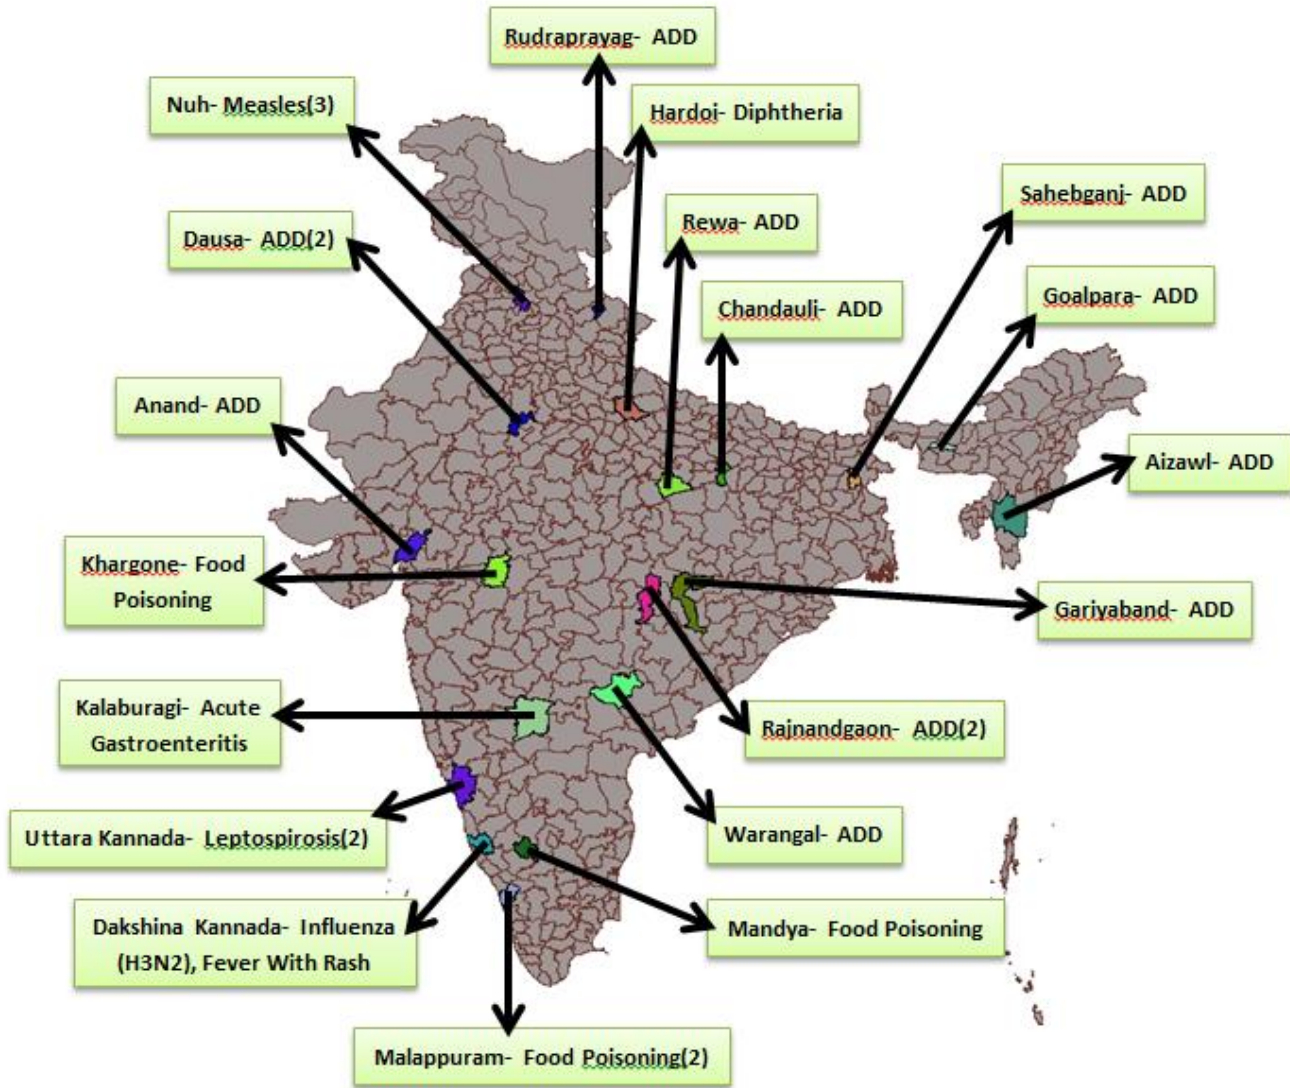 Rudraprayag- ADD
Nuh- Measles(3)
Hardoi- Diphtheria
Sahebganj- ADD
Dausa- ADD(2)
Rewa- ADD
Goalpara- ADD
Chandauli- ADD
Anand- ADD
Aizawl- ADD
Khargone- Food
Poisoning
Gariyaband- ADD
Kalaburagi- Acute
Gastroenteritis
Rajnandgaon- ADD(2)
Uttara Kannada- Leptospirosis(2)
Warangal- ADD
Dakshina Kannada- Influenza
(H3N2), Fever With Rash
Mandya- Food Poisoning
Malappuram- Food Poisoning(2)